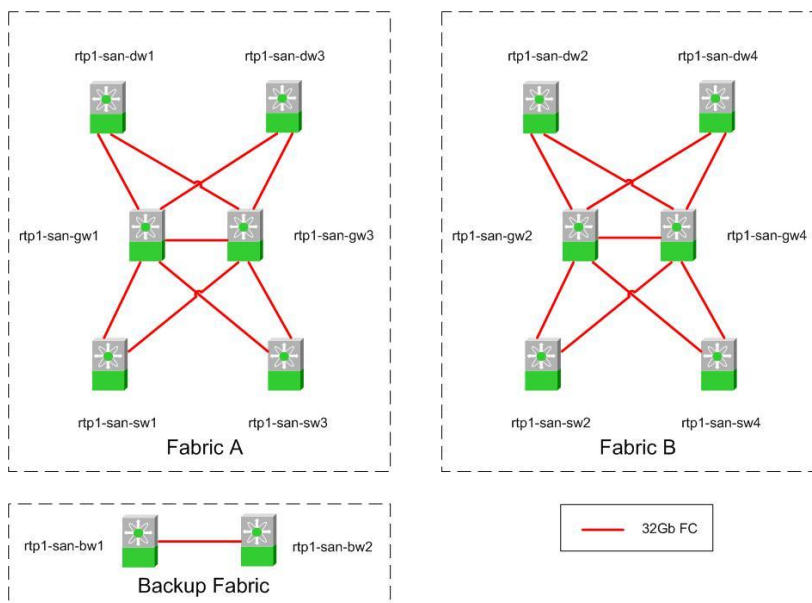 rtp1-san-dw1
rtp1-san-dw3
rtp1-san-gw1
rtp1-san-gw3
rtp1-san-sw1
rtp1-san-sw3
Fabric A
rtp1-san-dw2
rtp1-san-dw4
rtp1-san-gw2
rtp1-san-gw4
rtp1-san-sw2
rtp1-san-sw4
Fabric B
rtp1-san-bw1
rtp1-san-bw2
Backup Fabric
32Gb FC